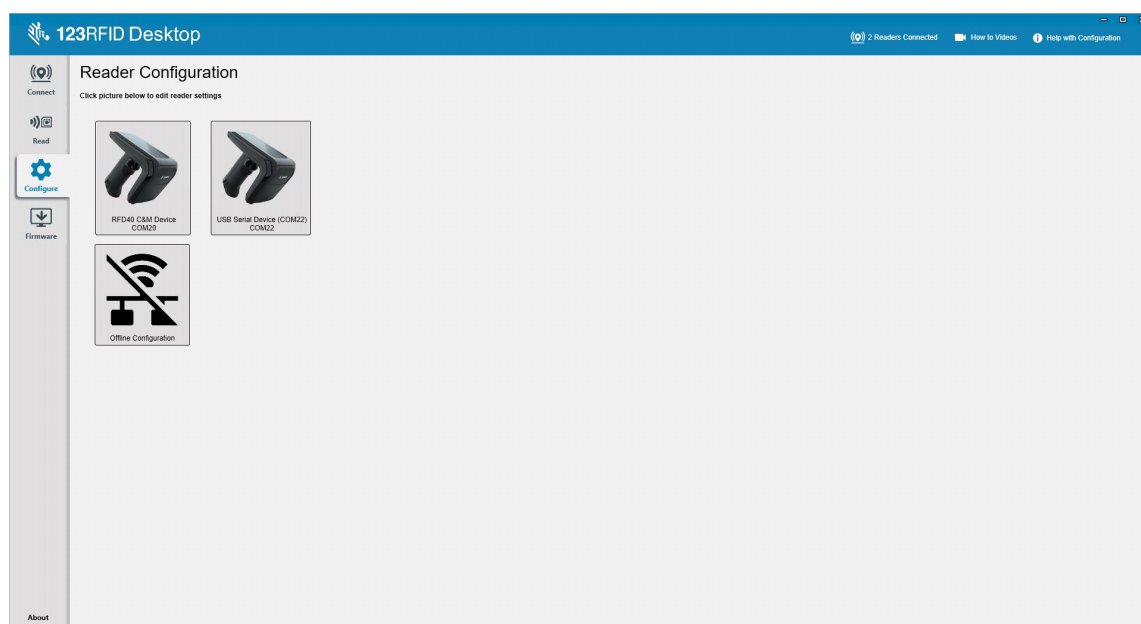 123RFID Desktop
2 Readers Connected
How to Videos
Help with Configuration
Connect
Read
Configure
Firmware
About
Reader Configuration
Click picture below to edit reader settings
RFD40 C&M Device
COM20
USB Serial Device (COM22)
COM22
Offline Configuration